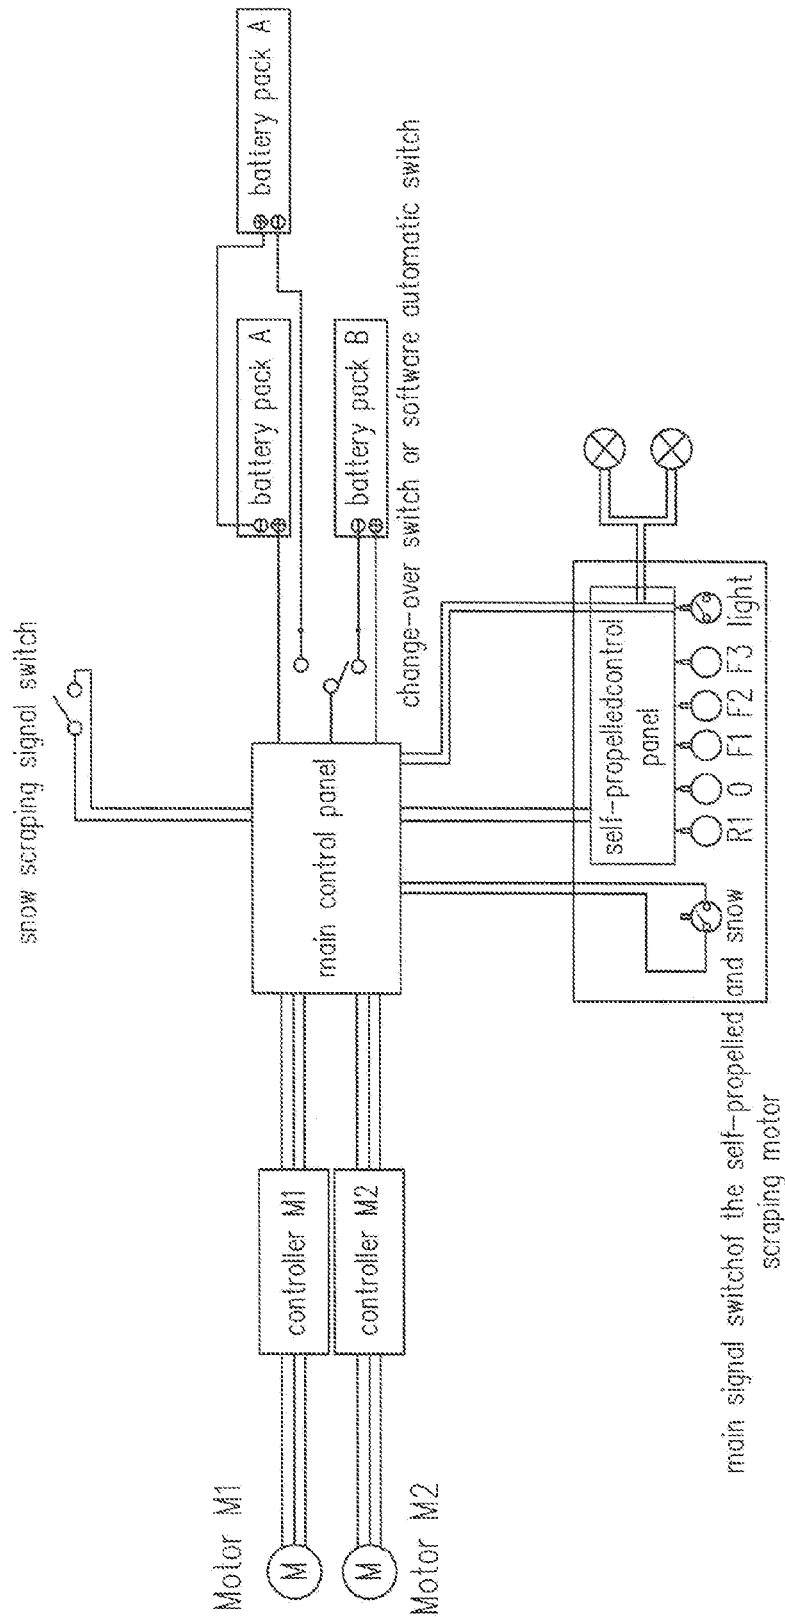 snow scraping signal switch
battery pack A
battery pack A
battery pack B
change-over switch or software automatic switch
main control panel
self-propelledcontrol
panel
R1 0 F1 F2 F3 light
controller M1
controller M2
Motor M1
M
M
Motor M2
main signal switchof the self-propelled and snow
scraping motor